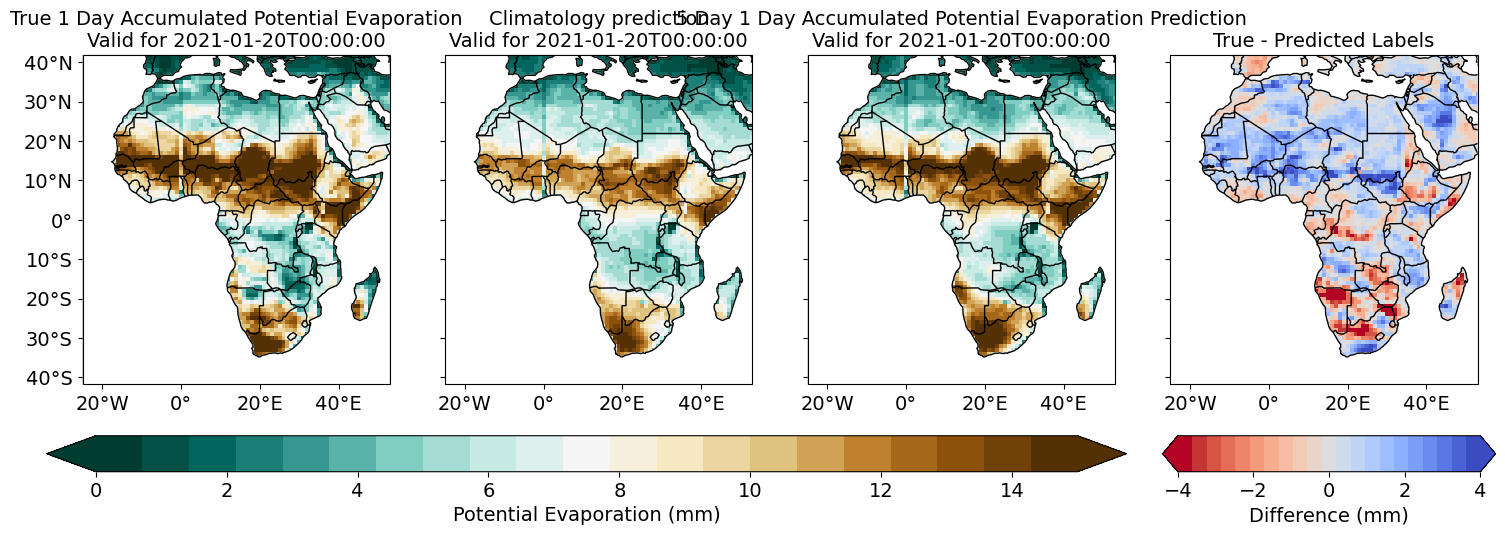 True 1 Day Accumulated Potential Evaporation
Valid for 2021-01-20T00:00:00
Climatology prediction
Valid for 2021-01-20T00:00:00
5 Day 1 Day Accumulated Potential Evaporation Prediction
Valid for 2021-01-20T00:00:00
True - Predicted Labels
40°N
30°N
20°N
10°N
0°
10°S
20°S
30°S
40°S
20°W 0° 20°E 40°E
20°W 0° 20°E 40°E
20°W 0° 20°E 40°E
20°W 0° 20°E 40°E
0 2 4 6 8 10 12 14
Potential Evaporation (mm)
−4 −2 0 2 4
Difference (mm)